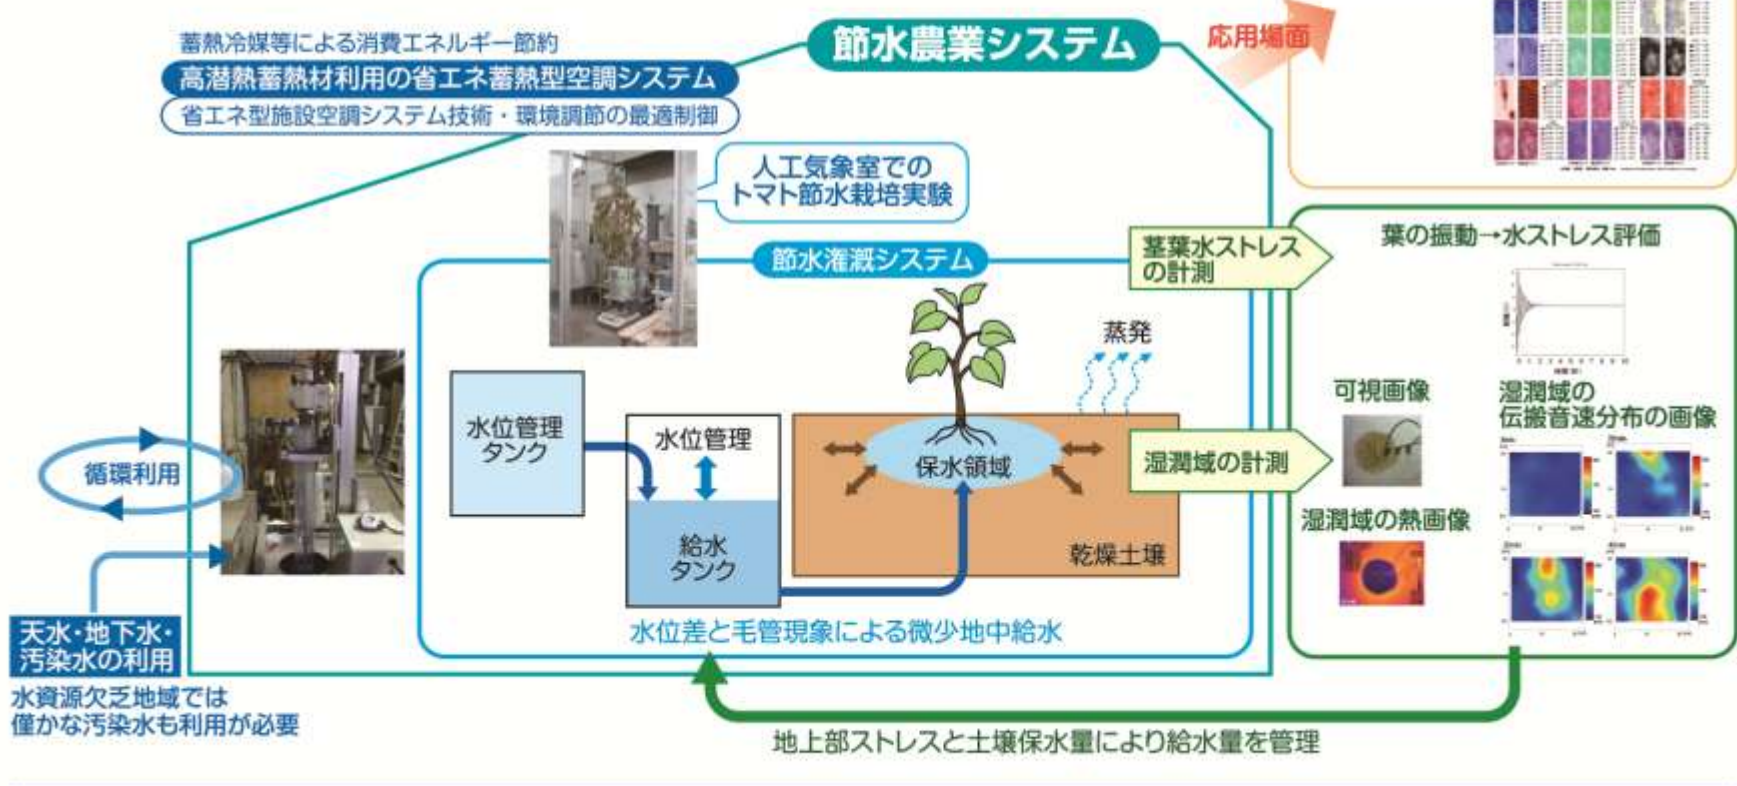 節水農業システム
応用場面
蓄熱冷媒等による消費エネルギー節約
高潜熱蓄熱材利用の省エネ蓄熱型空調システム
省エネ型施設空調システム技術・環境調節の最適制御
人工気象室での
トマト節水栽培実験
節水潅漑システム
茎葉水ストレス
の計測
葉の振動→水ストレス評価
蒸発
水位管理
タンク
水位管理
給水
タンク
保水領域
乾燥土壌
湿潤域の計測
可視画像
湿潤域の
伝搬音速分布の画像
湿潤域の熱画像
循環利用
天水・地下水・
汚染水の利用
水資源欠乏地域では
僅かな汚染水も利用が必要
水位差と毛管現象による微少地中給水
地上部ストレスと土壌保水量により給水量を管理